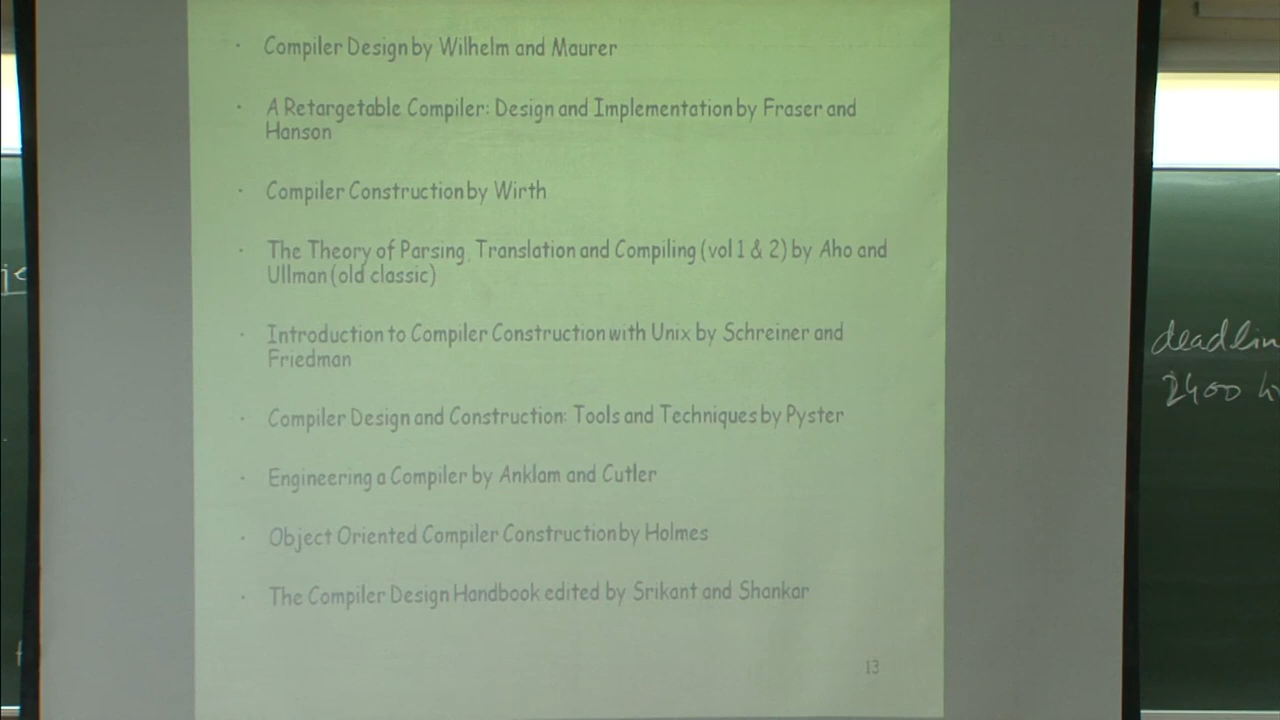 · Compiler Design by Wilhelm and Maurer
· A Retargetable Compiler: Design and Implementation by Fraser and
Hanson
· Compiler Construction by Wirth
· The Theory of Parsing, Translation and Compiling (vol 1 & 2) by Aho and
Ullman (old classic)
· Introduction to Compiler Construction with Unix by Schreiner and
Friedman
· Compiler Design and Construction: Tools and Techniques by Pyster
· Engineering a Compiler by Anklam and Cutler
· Object Oriented Compiler Construction by Holmes
· The Compiler Design Handbook edited by Srikant and Shankar
13
deadlin
2400